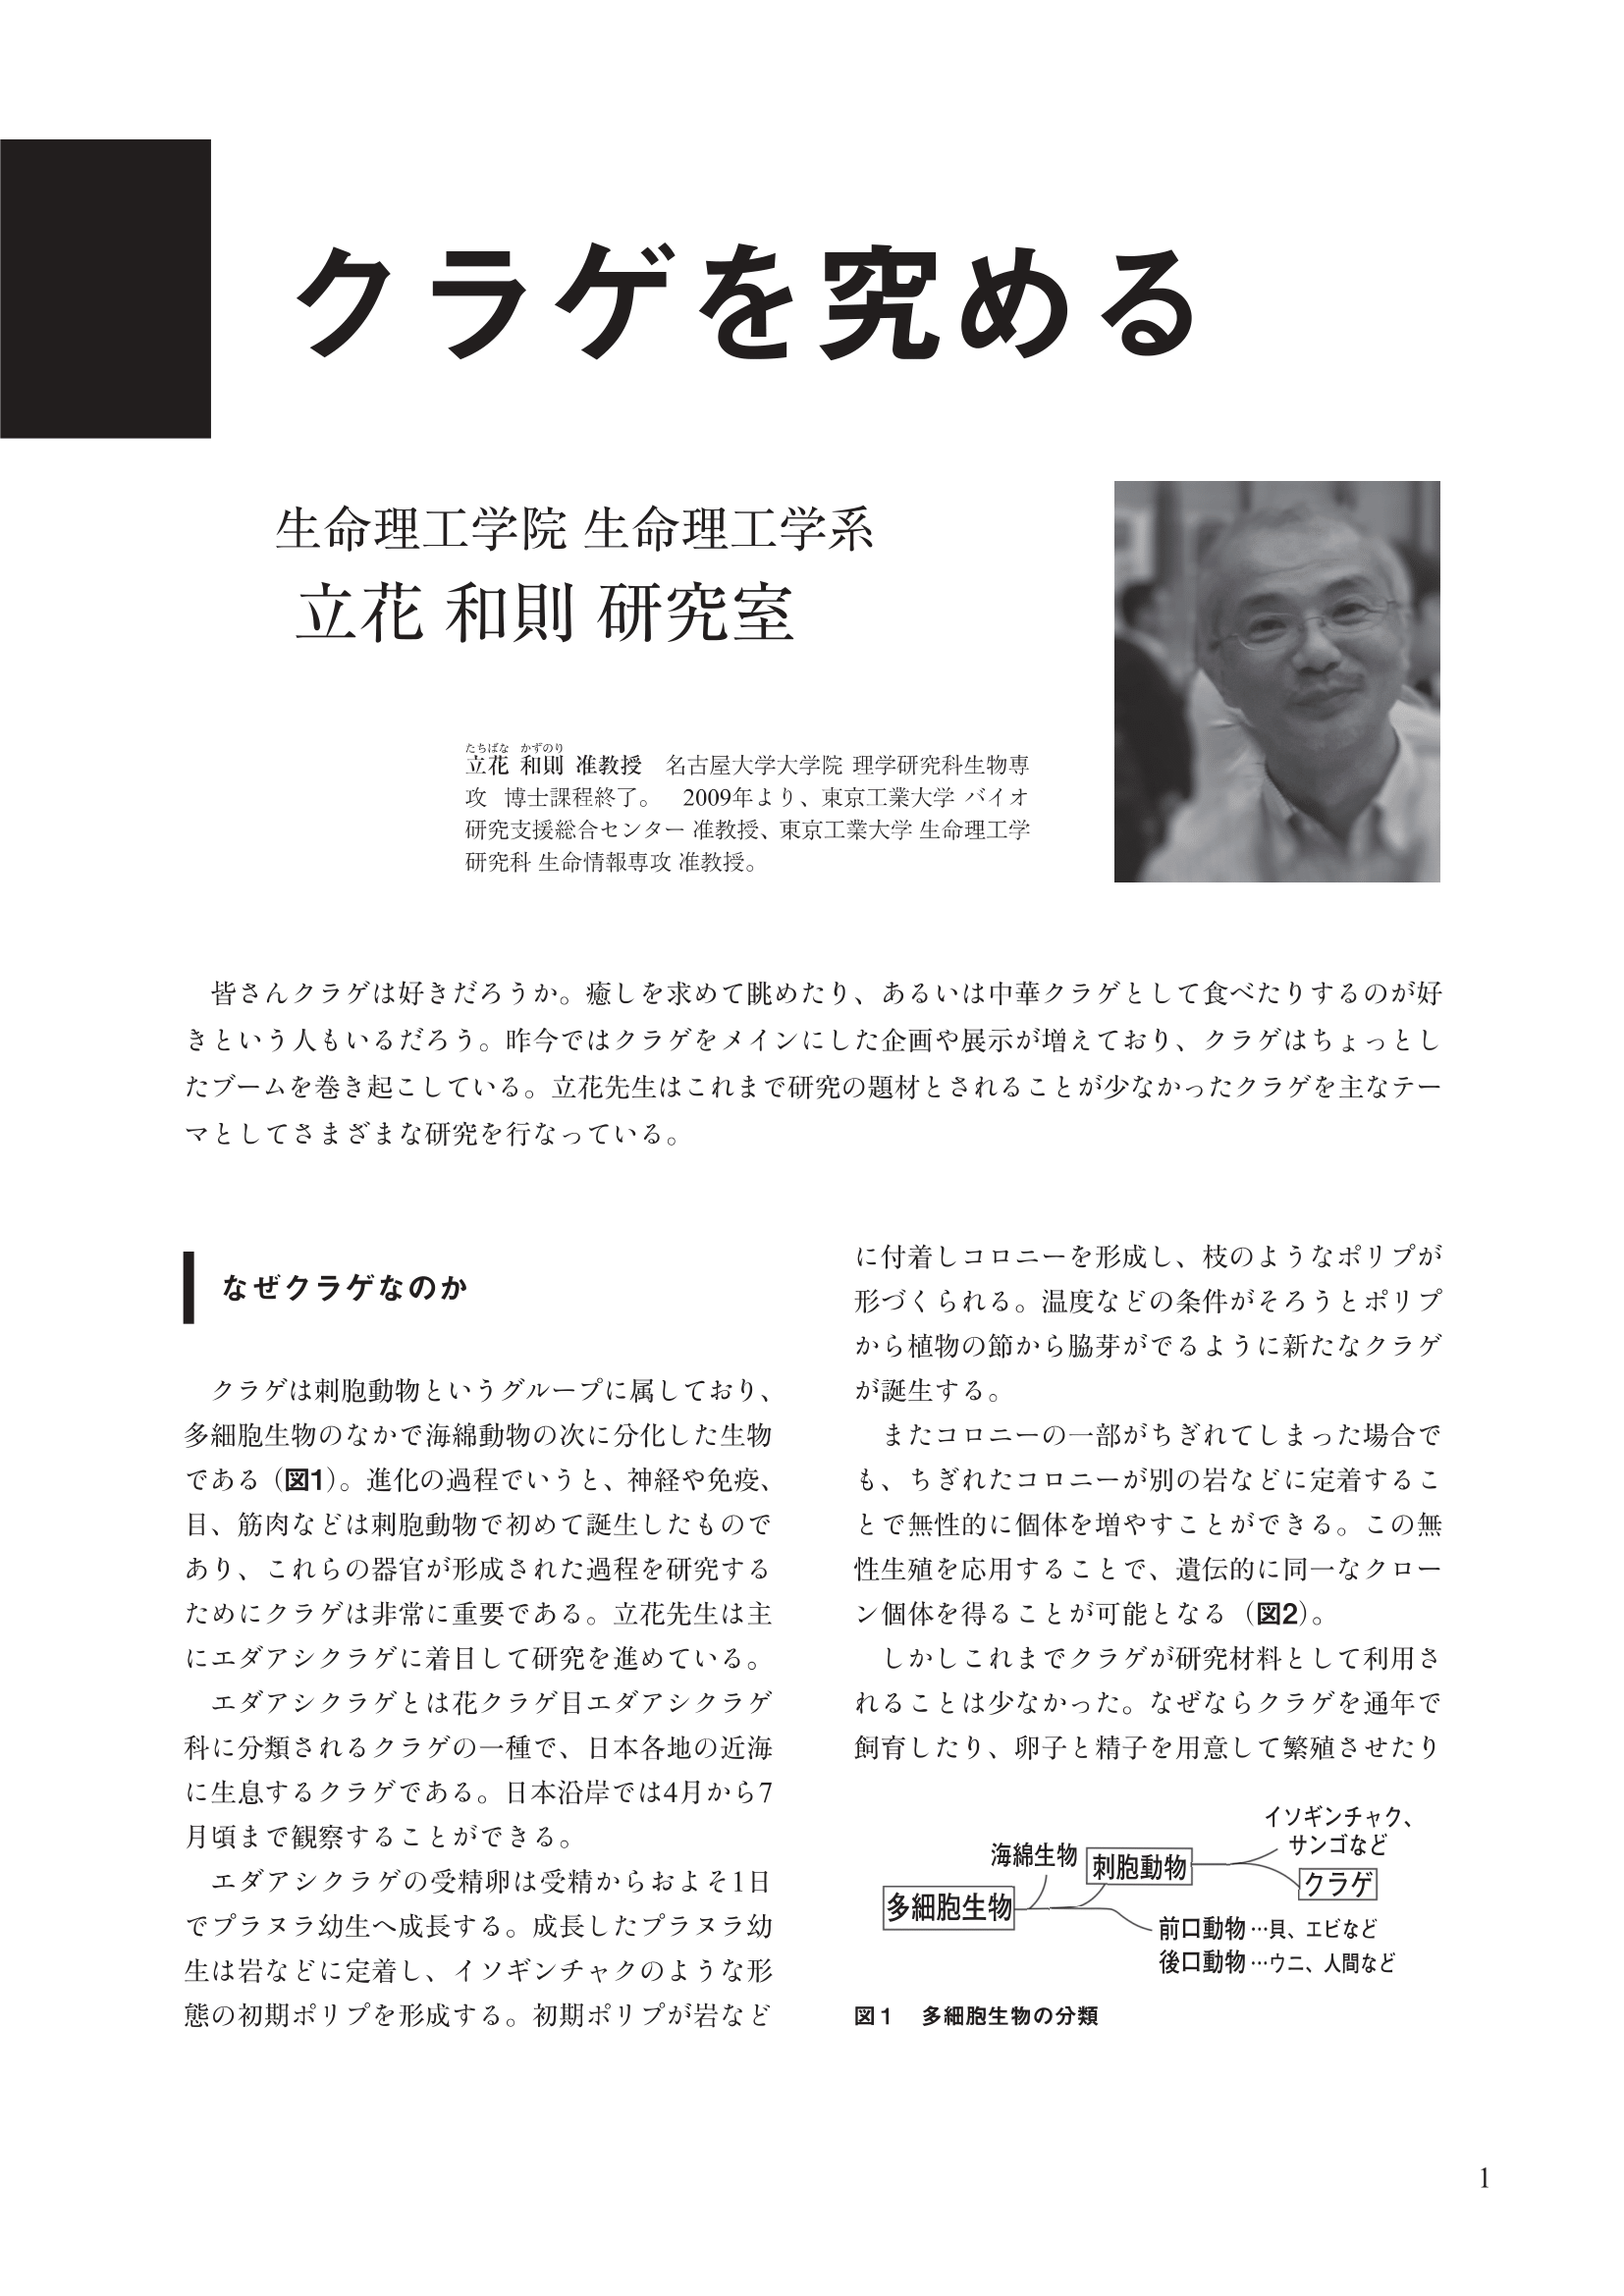 クラゲを究める
生命理工学院 生命理工学系
立花 和則 研究室
たちばな かずのり
立花 和則 准教授　名古屋大学大学院 理学研究科生物専
攻 博士課程終了。　2009年より、東京工業大学 バイオ
研究支援総合センター 准教授、東京工業大学 生命理工学
研究科 生命情報専攻 准教授。
皆さんクラゲは好きだろうか。癒しを求めて眺めたり、あるいは中華クラゲとして食べたりするのが好
きという人もいるだろう。昨今ではクラゲをメインにした企画や展示が増えており、クラゲはちょっとし
たブームを巻き起こしている。立花先生はこれまで研究の題材とされることが少なかったクラゲを主なテー
マとしてさまざまな研究を行なっている。
なぜクラゲなのか
クラゲは刺胞動物というグループに属しており、
多細胞生物のなかで海綿動物の次に分化した生物
である（図1）。進化の過程でいうと、神経や免疫、
目、筋肉などは刺胞動物で初めて誕生したもので
あり、これらの器官が形成された過程を研究する
ためにクラゲは非常に重要である。立花先生は主
にエダアシクラゲに着目して研究を進めている。
エダアシクラゲとは花クラゲ目エダアシクラゲ
科に分類されるクラゲの一種で、日本各地の近海
に生息するクラゲである。日本沿岸では4月から7
月頃まで観察することができる。
エダアシクラゲの受精卵は受精からおよそ1日
でプラヌラ幼生へ成長する。成長したプラヌラ幼
生は岩などに定着し、イソギンチャクのような形
態の初期ポリプを形成する。初期ポリプが岩など
に付着しコロニーを形成し、枝のようなポリプが
形づくられる。温度などの条件がそろうとポリプ
から植物の節から脇芽がでるように新たなクラゲ
が誕生する。
またコロニーの一部がちぎれてしまった場合で
も、ちぎれたコロニーが別の岩などに定着するこ
とで無性的に個体を増やすことができる。この無
性生殖を応用することで、遺伝的に同一なクロー
ン個体を得ることが可能となる（図2）。
しかしこれまでクラゲが研究材料として利用さ
れることは少なかった。なぜならクラゲを通年で
飼育したり、卵子と精子を用意して繁殖させたり
イソギンチャク、
サンゴなど
海綿生物
刺胞動物
クラゲ
多細胞生物
前口動物…貝、エビなど
後口動物…ウニ、人間など
図1　多細胞生物の分類
1